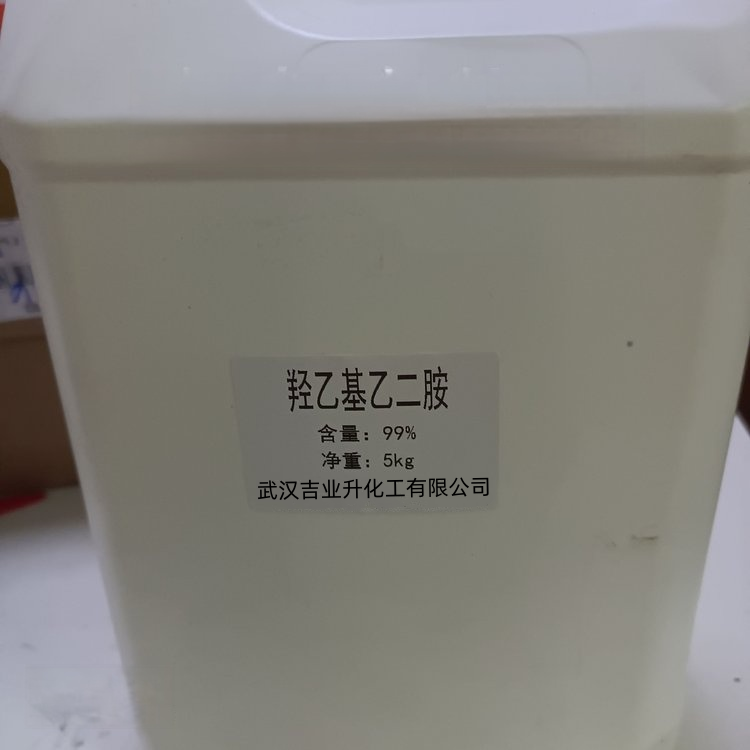 羟乙基乙二胺
含量：99%
净重：5kg
武汉吉业升化工有限公司